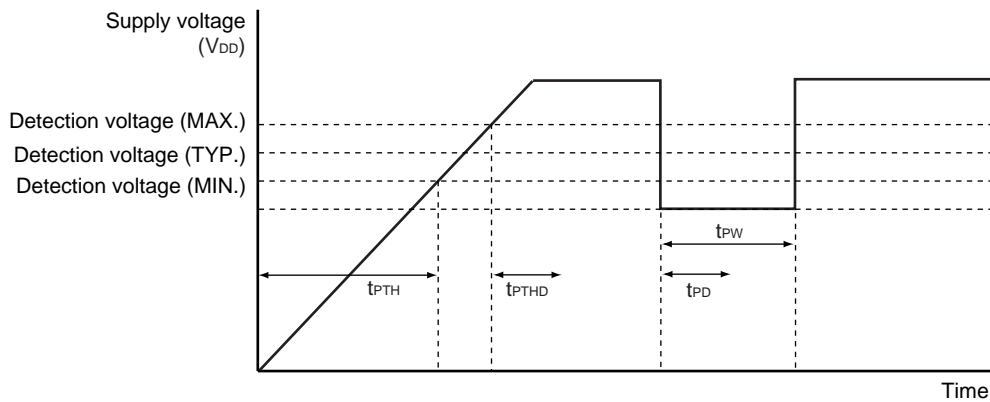 Supply voltage
(VDD)
Detection voltage (MAX.)
Detection voltage (TYP.)
Detection voltage (MIN.)
tPW
tPTH
tPTHD
tPD
Time